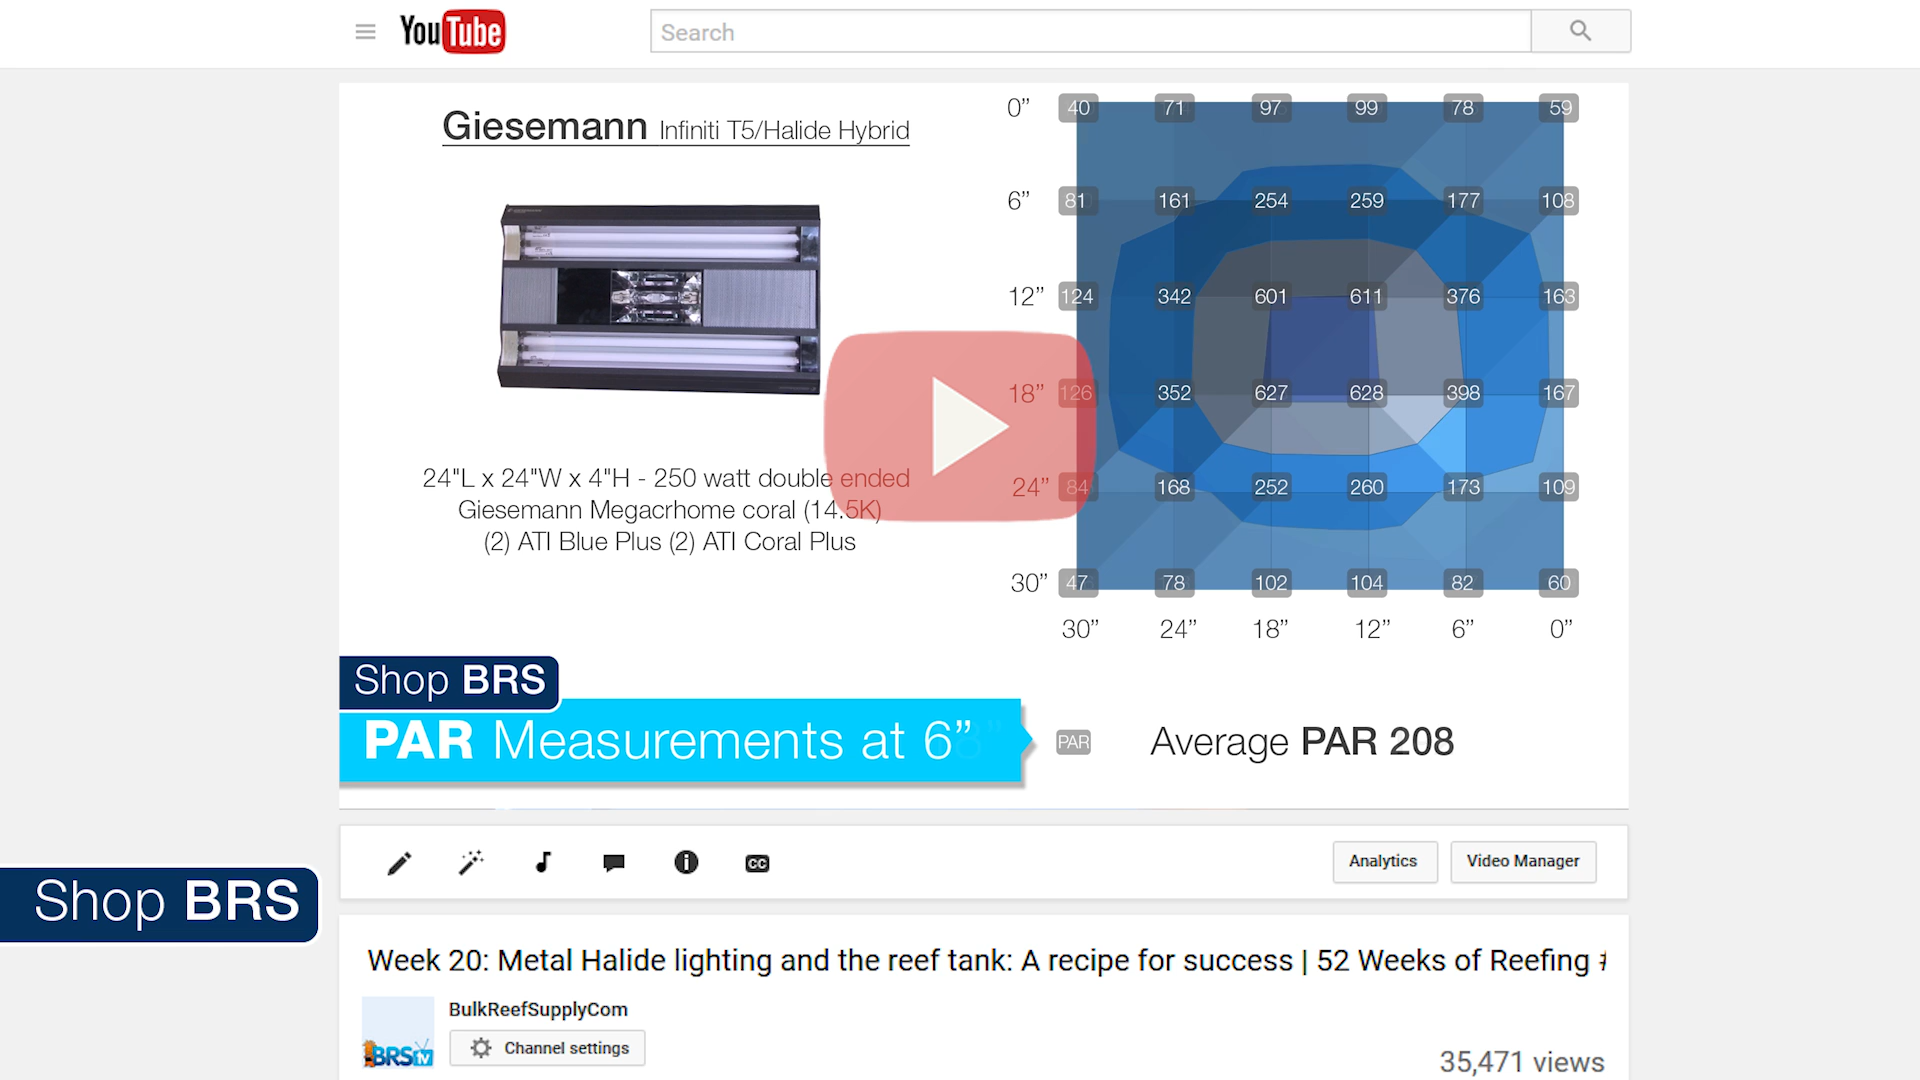 YouTube
Search
Giesemann Infiniti T5/Halide Hybrid
24"L x 24"W x 4"H - 250 watt double ended
Giesemann Megacrhome coral (14.5K)
(2) ATI Blue Plus (2) ATI Coral Plus
0” 40 71 97 99 78 59
6” 81 161 254 259 177 108
12” 124 342 601 611 376 163
18” 126 352 627 628 398 167
24” 84 168 252 260 173 109
30” 47 78 102 104 82 60
30” 24” 18” 12” 6” 0”
Shop BRS
PAR Measurements at 6”
PAR Average PAR 208
CC
Analytics Video Manager
Shop BRS
Week 20: Metal Halide lighting and the reef tank: A recipe for success | 52 Weeks of Reefing #
BulkReefSupplyCom
BRStv
Channel settings
35,471 views